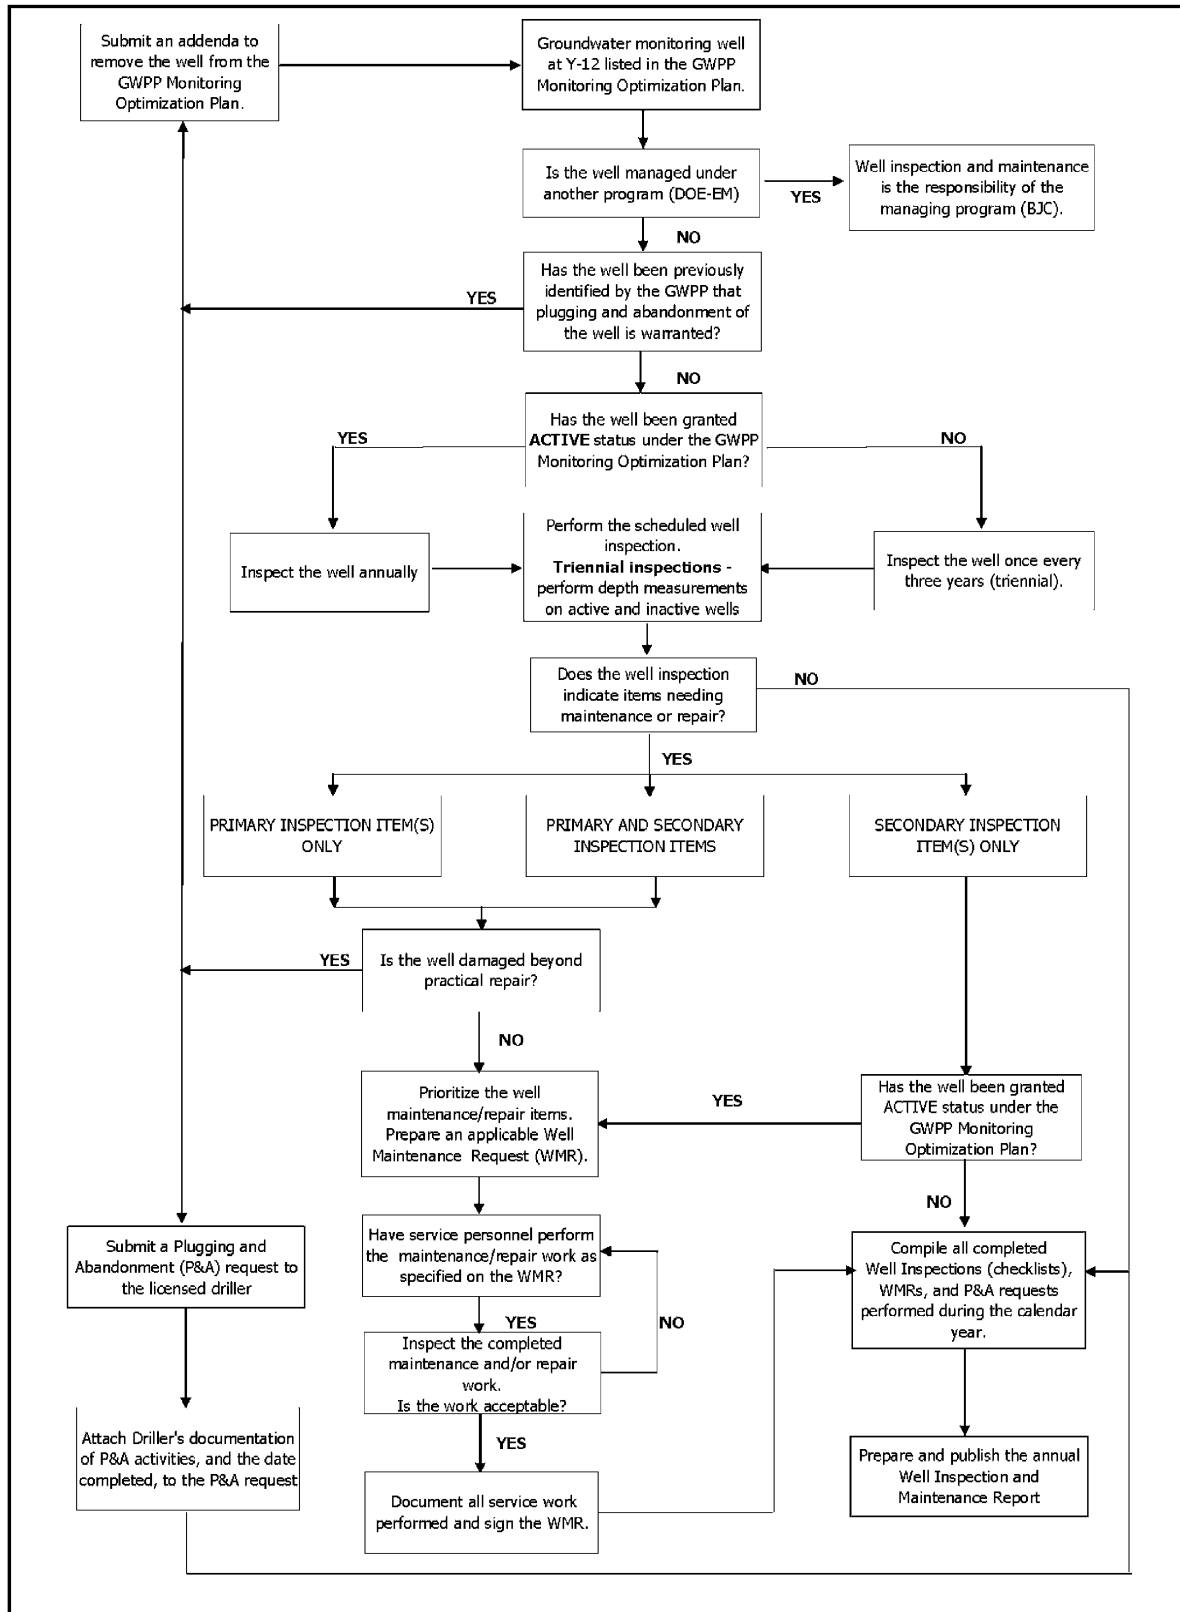 Submit an addenda to
remove the well from the
GWPP Monitoring
Optimization Plan.
Groundwater monitoring well
at Y-12 listed in the GWPP
Monitoring Optimization Plan.
Is the well managed under
another program (DOE-EM)
YES
Well inspection and maintenance
is the responsibility of the
managing program (BJC).
NO
Has the well been previously
identified by the GWPP that
plugging and abandonment of
the well is warranted?
YES
NO
Has the well been granted
ACTIVE status under the GWPP
Monitoring Optimization Plan?
YES
NO
Inspect the well annually
Perform the scheduled well
inspection.
Triennial inspections -
perform depth measurements
on active and inactive wells
Inspect the well once every
three years (triennial).
Does the well inspection
indicate items needing
maintenance or repair?
NO
YES
PRIMARY INSPECTION ITEM(S)
ONLY
PRIMARY AND SECONDARY
INSPECTION ITEMS
SECONDARY INSPECTION
ITEM(S) ONLY
YES
Is the well damaged beyond
practical repair?
NO
Prioritize the well
maintenance/repair items.
Prepare an applicable Well
Maintenance Request (WMR).
YES
Has the well been granted
ACTIVE status under the
GWPP Monitoring
Optimization Plan?
NO
Submit a Plugging and
Abandonment (P&A) request to
the licensed driller
Have service personnel perform
the maintenance/repair work as
specified on the WMR?
Compile all completed
Well Inspections (checklists),
WMRs, and P&A requests
performed during the calendar
year.
YES
NO
Inspect the completed
maintenance and/or repair
work.
Is the work acceptable?
YES
Attach Driller's documentation
of P&A activities, and the date
completed, to the P&A request
Document all service work
performed and sign the WMR.
Prepare and publish the annual
Well Inspection and
Maintenance Report